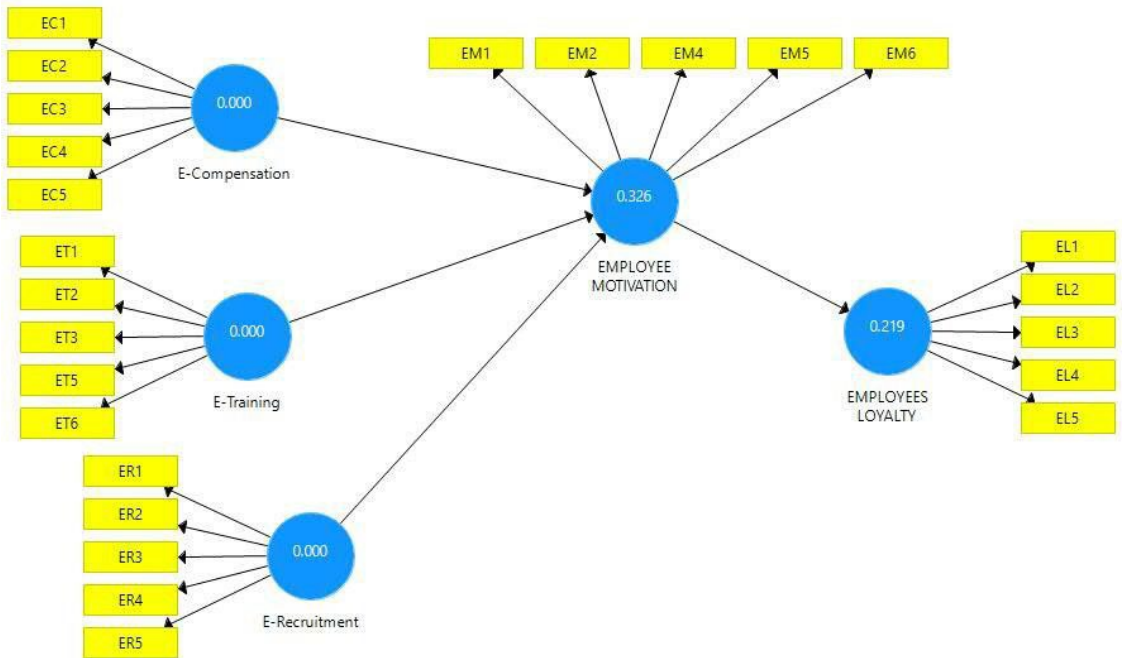 EC1
EC2
EC3
EC4
EC5
0.000
E-Compensation
EM1
EM2
EM4
EM5
EM6
0.326
EMPLOYEE
MOTIVATION
ET1
ET2
ET3
ET5
ET6
0.000
E-Training
EL1
EL2
EL3
EL4
EL5
0.219
EMPLOYEES
LOYALTY
ER1
ER2
ER3
ER4
ER5
0.000
E-Recruitment